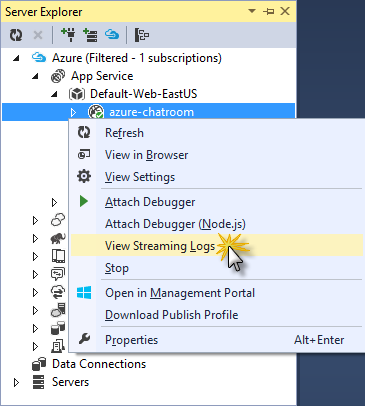 Server Explorer
Azure (Filtered - 1 subscriptions)
App Service
Default-Web-EastUS
azure-chatroom
Refresh
View in Browser
View Settings
Attach Debugger
Attach Debugger (Node.js)
View Streaming Logs
Stop
Open in Management Portal
Download Publish Profile
Properties Alt+Enter
Data Connections
Servers